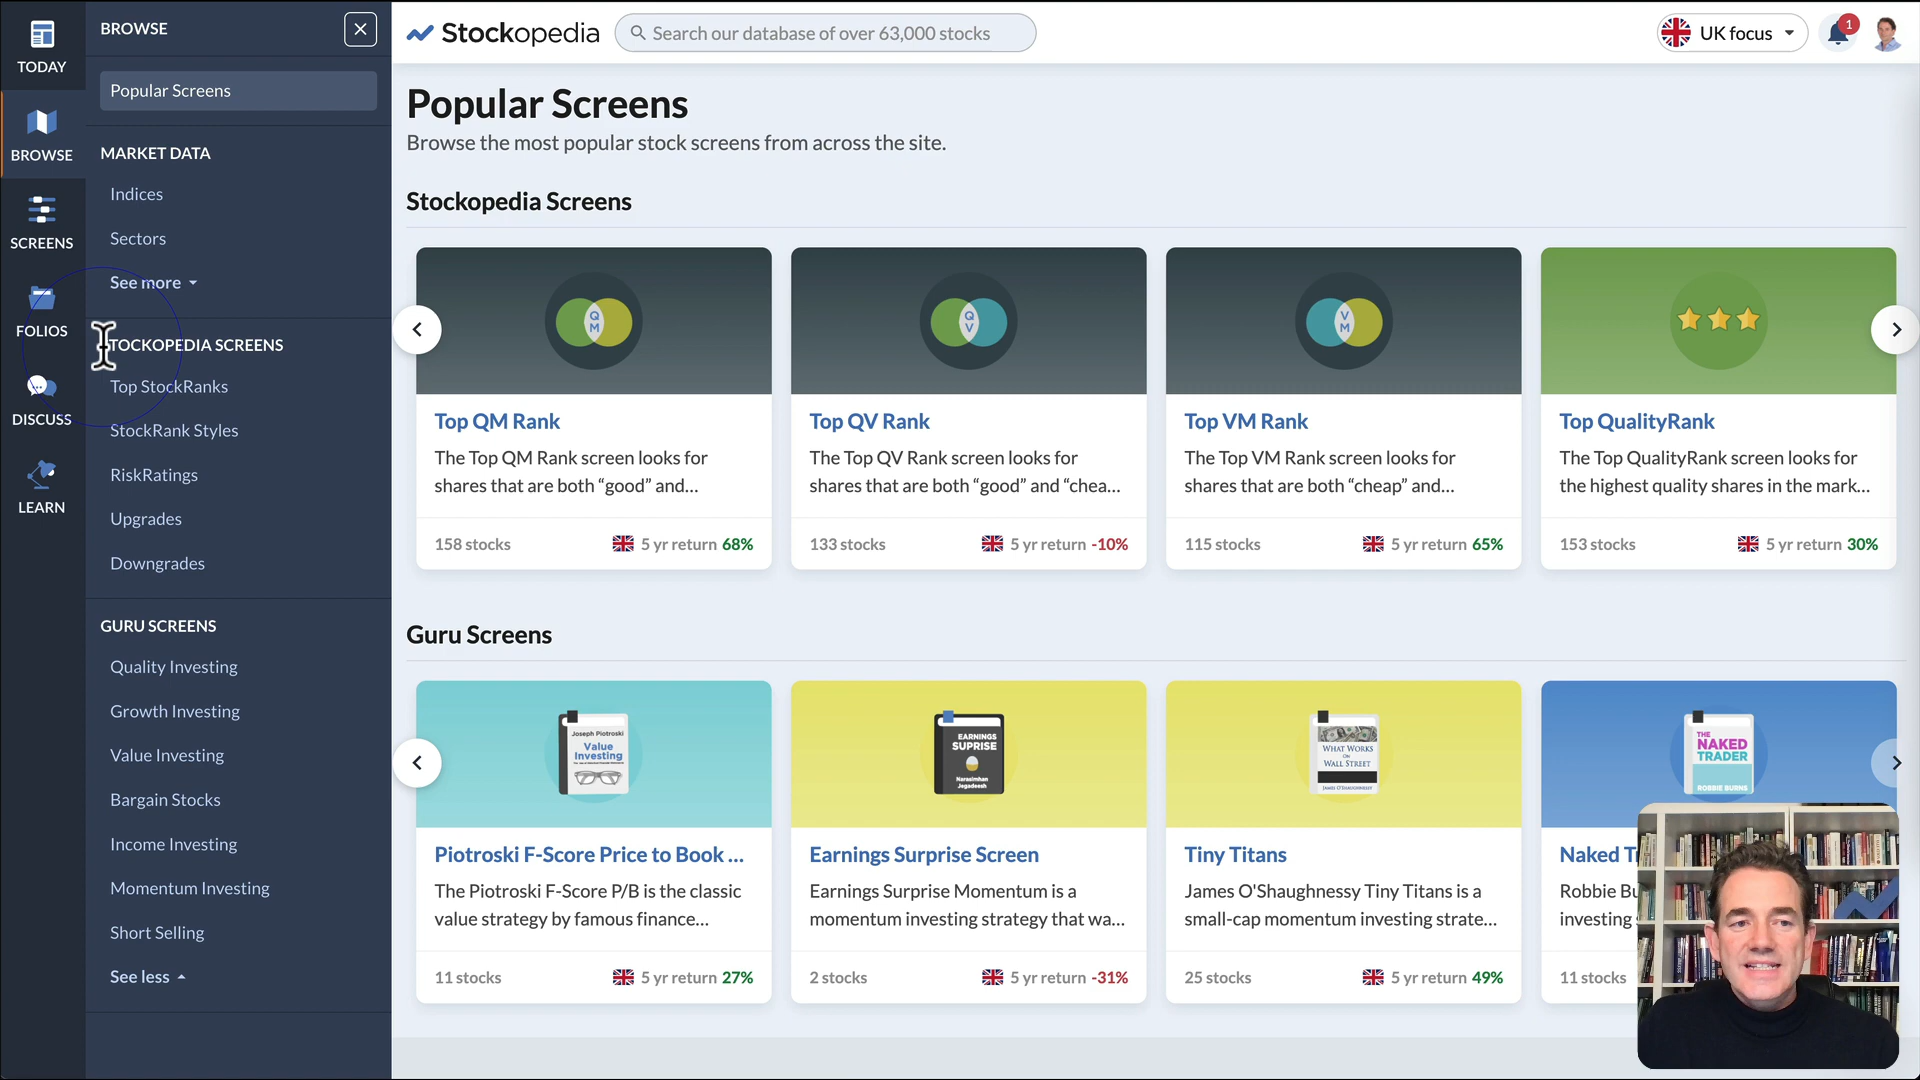 TODAY
BROWSE
SCREENS
FOLIOS
DISCUSS
LEARN
BROWSE
Popular Screens
MARKET DATA
Indices
Sectors
See more
TOCKOPEDIA SCREENS
Top StockRanks
StockRank Styles
RiskRatings
Upgrades
Downgrades
GURU SCREENS
Quality Investing
Growth Investing
Value Investing
Bargain Stocks
Income Investing
Momentum Investing
Short Selling
See less
Stockopedia
Search our database of over 63,000 stocks
UK focus
1
Popular Screens
Browse the most popular stock screens from across the site.
Stockopedia Screens
Q
M
Top QM Rank
The Top QM Rank screen looks for
shares that are both “good” and...
158 stocks
5 yr return 68%
Q
V
Top QV Rank
The Top QV Rank screen looks for
shares that are both “good” and “chea...
133 stocks
5 yr return -10%
V
M
Top VM Rank
The Top VM Rank screen looks for
shares that are both “cheap” and...
115 stocks
5 yr return 65%
Top QualityRank
The Top QualityRank screen looks for
the highest quality shares in the mark...
153 stocks
5 yr return 30%
Guru Screens
Joseph Piotroski
Value
Investing
Piotroski F-Score Price to Book ...
The Piotroski F-Score P/B is the classic
value strategy by famous finance...
11 stocks
5 yr return 27%
EARNINGS
SUPRISE
Narasimhan
Jegadeesh
Earnings Surprise Screen
Earnings Surprise Momentum is a
momentum investing strategy that wa...
2 stocks
5 yr return -31%
WHAT WORKS
ON
WALL STREET
JAMES O'SHAUGHNESSY
Tiny Titans
James O'Shaughnessy Tiny Titans is a
small-cap momentum investing strate...
25 stocks
5 yr return 49%
THE
NAKED
TRADER
ROBBIE BURNS
Naked T
Robbie Bu
investing
11 stocks